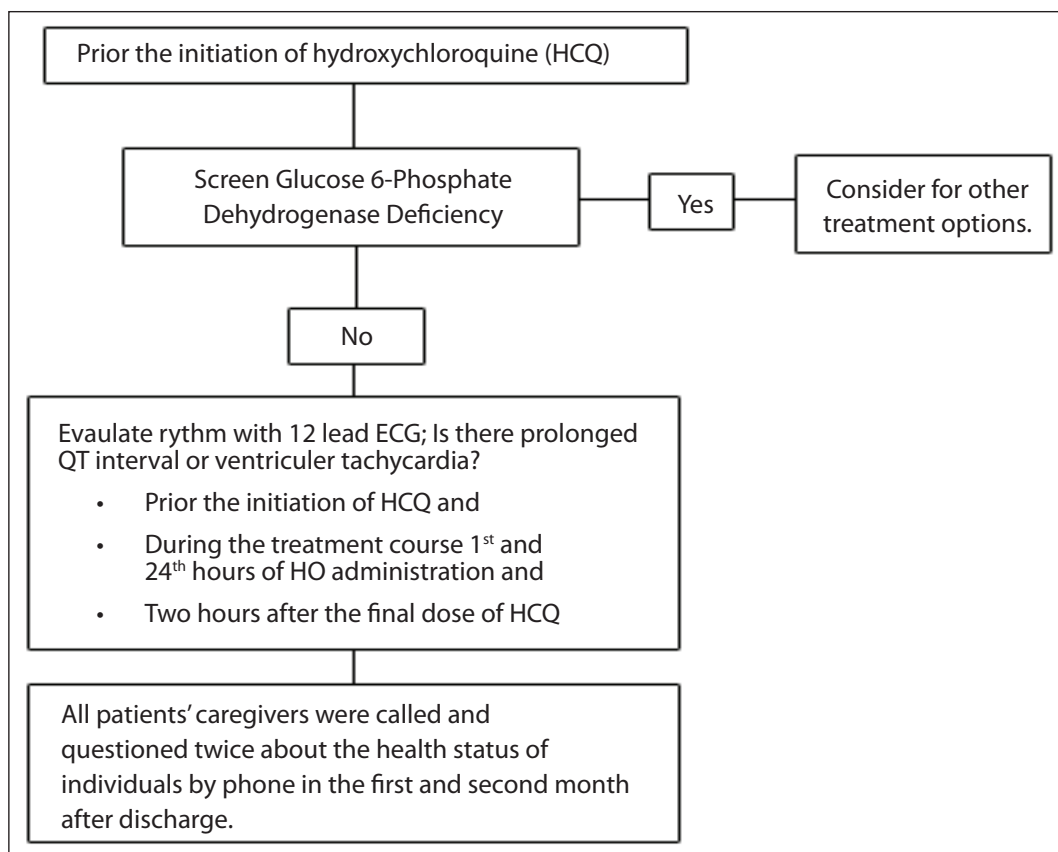 Prior the initiation of hydroxychloroquine (HCQ)
Screen Glucose 6-Phosphate
Dehydrogenase Deficiency
Yes
Consider for other
treatment options.
No
Evaulate rythm with 12 lead ECG; Is there prolonged
QT interval or ventriculer tachycardia?
• Prior the initiation of HCQ and
• During the treatment course 1st and
24th hours of HO administration and
• Two hours after the final dose of HCQ
All patients' caregivers were called and
questioned twice about the health status of
individuals by phone in the first and second month
after discharge.